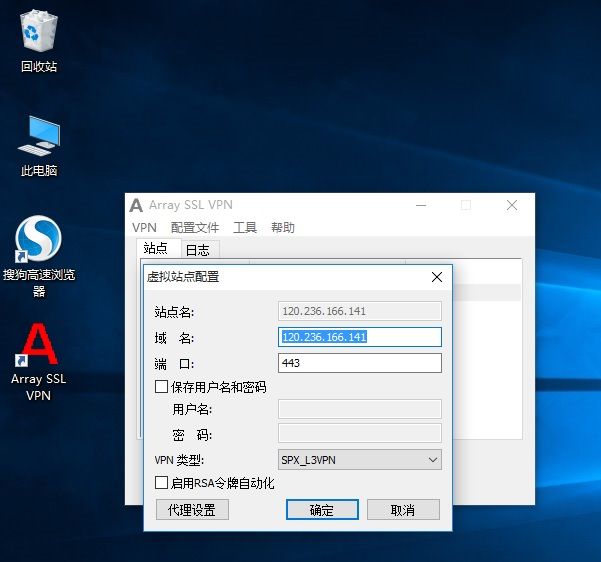 回收站
此电脑
搜狗高速浏览
器
Array SSL
VPN
Array SSL VPN
VPN 配置文件 工具 帮助
站点 日志
虚拟站点配置
站点名: 120.236.166.141
域 名: 120.236.166.141
端 口: 443
保存用户名和密码
用户名:
密 码:
VPN 类型: SPX_L3VPN
启用RSA令牌自动化
代理设置 确定 取消